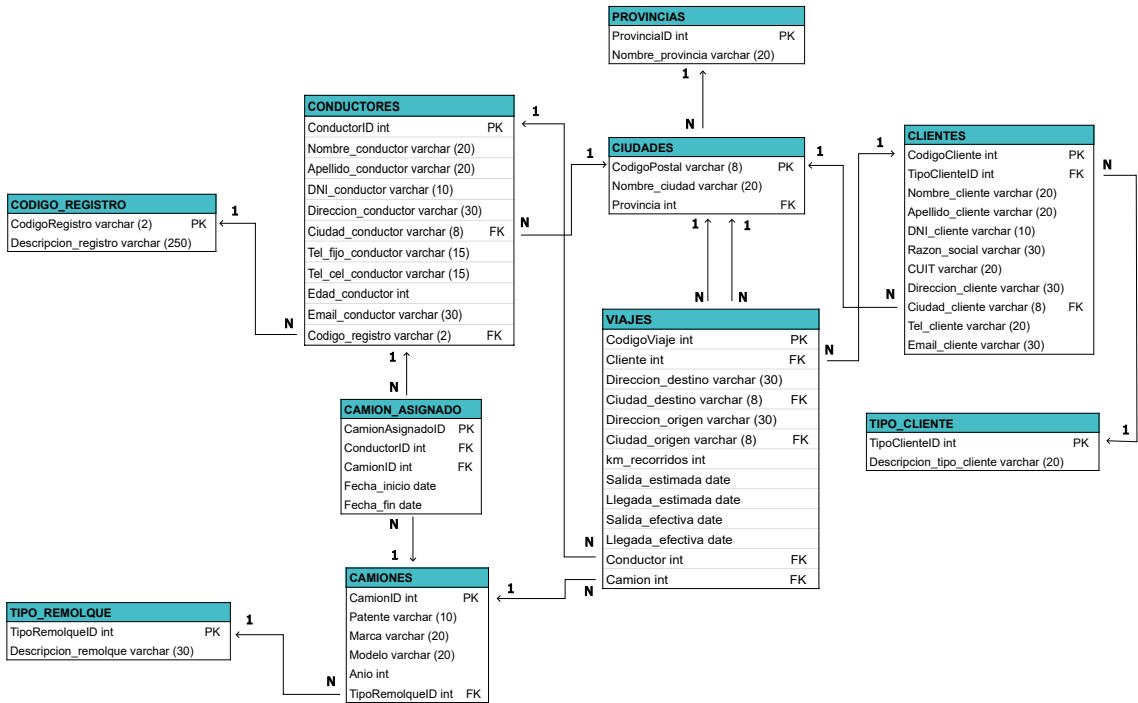 PROVINCIAS
ProvinciaID int PK
Nombre_provincia varchar (20)
1
N
CONDUCTORES
ConductorID int PK
Nombre_conductor varchar (20)
Apellido_conductor varchar (20)
DNI_conductor varchar (10)
Direccion_conductor varchar (30)
Ciudad_conductor varchar (8) FK
Tel_fijo_conductor varchar (15)
Tel_cel_conductor varchar (15)
Edad_conductor int
Email_conductor varchar (30)
Codigo_registro varchar (2) FK
1
N
1
CIUDADES
CodigoPostal varchar (8) PK
Nombre_ciudad varchar (20)
Provincia int FK
1
1
1
1
N
N
CLIENTES
CodigoCliente int PK
TipoClienteID int FK
Nombre_cliente varchar (20)
Apellido_cliente varchar (20)
DNI_cliente varchar (10)
Razon_social varchar (30)
CUIT varchar (20)
Direccion_cliente varchar (30)
Ciudad_cliente varchar (8) FK
Tel_cliente varchar (20)
Email_cliente varchar (30)
1
N
N
CODIGO_REGISTRO
CodigoRegistro varchar (2) PK
Descripcion_registro varchar (250)
1
N
1
N
CAMION_ASIGNADO
CamionAsignadoID PK
ConductorID int FK
CamionID int FK
Fecha_inicio date
Fecha_fin date
N
1
VIAJES
CodigoViaje int PK
Cliente int FK
Direccion_destino varchar (30)
Ciudad_destino varchar (8) FK
Direccion_origen varchar (30)
Ciudad_origen varchar (8) FK
km_recorridos int
Salida_estimada date
Llegada_estimada date
Salida_efectiva date
Llegada_efectiva date
Conductor int FK
Camion int FK
N
N
N
TIPO_CLIENTE
TipoClienteID int PK
Descripcion_tipo_cliente varchar (20)
1
CAMIONES
CamionID int PK
Patente varchar (10)
Marca varchar (20)
Modelo varchar (20)
Anio int
TipoRemolqueID int FK
1
N
TIPO_REMOLQUE
TipoRemolqueID int PK
Descripcion_remolque varchar (30)
1